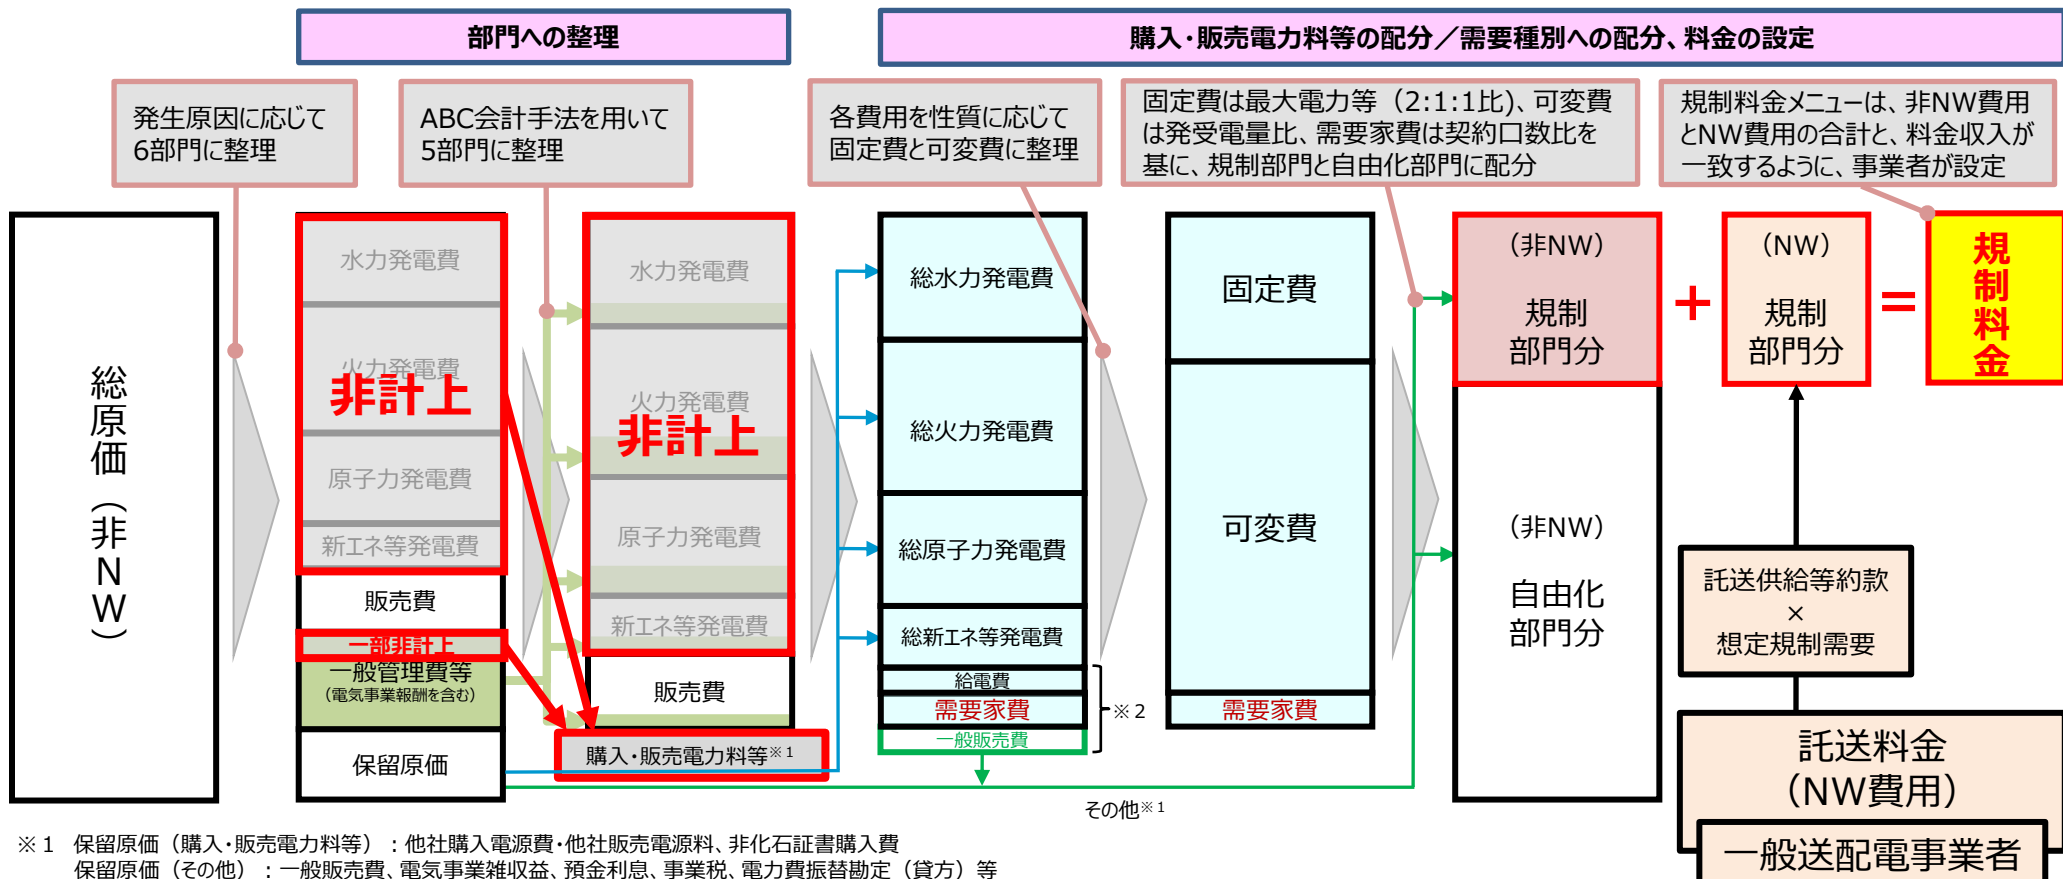 部門への整理
購入・販売電力料等の配分／需要種別への配分、料金の設定
発生原因に応じて
6部門に整理
ABC会計手法を用いて
5部門に整理
各費用を性質に応じて
固定費と可変費に整理
固定費は最大電力等（2:1:1比)、可変費
は発受電量比、需要家費は契約口数比を
基に、規制部門と自由化部門に配分
規制料金メニューは、非NW費用
とNW費用の合計と、料金収入が
一致するように、事業者が設定
総原価（非NW）
水力発電費
火力発電費
非計上
原子力発電費
新エネ等発電費
販売費
一部非計上
一般管理費等
（電気事業報酬を含む）
保留原価
水力発電費
火力発電費
非計上
原子力発電費
新エネ等発電費
販売費
購入・販売電力料等※1
総水力発電費
総火力発電費
総原子力発電費
総新エネ等発電費
給電費
需要家費
一般販売費
※2
固定費
可変費
需要家費
その他※1
（非NW）
規制
部門分
（非NW）
自由化
部門分
+
（NW）
規制
部門分
=
規制料金
託送供給等約款
×
想定規制需要
託送料金
（NW費用）
一般送配電事業者
※1 保留原価（購入・販売電力料等）：他社購入電源費・他社販売電源料、非化石証書購入費
保留原価（その他）：一般販売費、電気事業雑収益、預金利息、事業税、電力費振替勘定（貸方）等